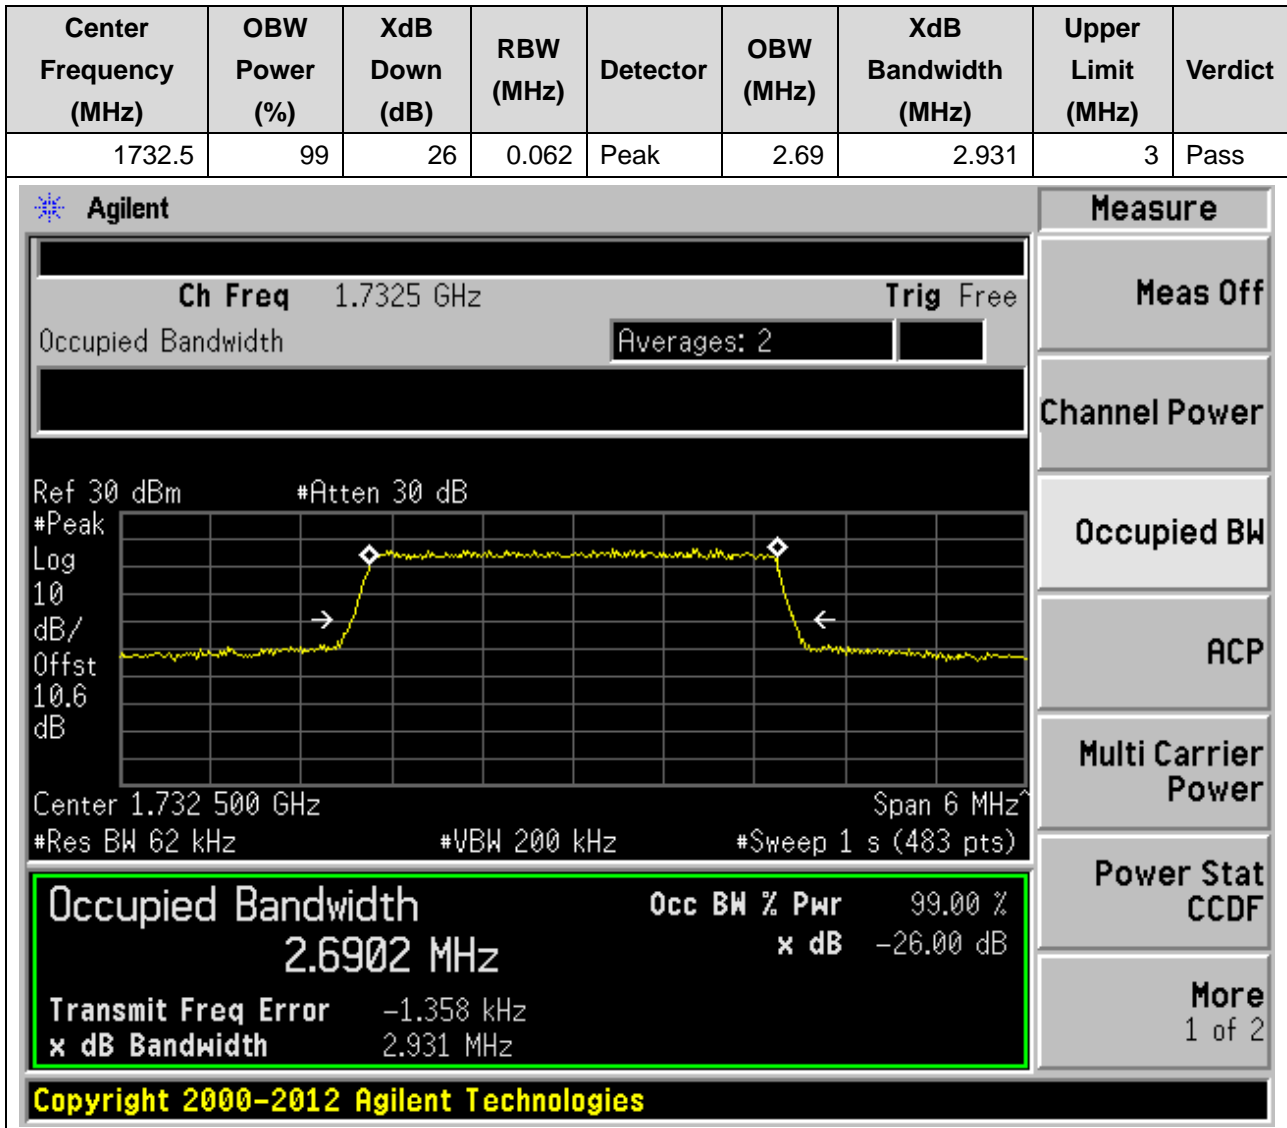 Center Frequency (MHz) OBW Power (%) XdB Down (dB) RBW (MHz) Detector OBW (MHz) XdB Bandwidth (MHz) Upper Limit (MHz) Verdict
1732.5 99 26 0.062 Peak 2.69 2.931 3 Pass
Agilent
Measure
Ch Freq 1.7325 GHz Trig Free
Meas Off
Occupied Bandwidth Averages: 2
Channel Power
Ref 30 dBm #Atten 30 dB
#Peak
Log
10
dB/
Offst
10.6
dB
Occupied BW
ACP
Multi Carrier
Power
Center 1.732 500 GHz Span 6 MHz^
#Res BW 62 kHz #VBW 200 kHz #Sweep 1 s (483 pts)
Power Stat
CCDF
Occupied Bandwidth Occ BW % Pwr 99.00 %
2.6902 MHz x dB -26.00 dB
More
1 of 2
Transmit Freq Error -1.358 kHz
x dB Bandwidth 2.931 MHz
Copyright 2000-2012 Agilent Technologies